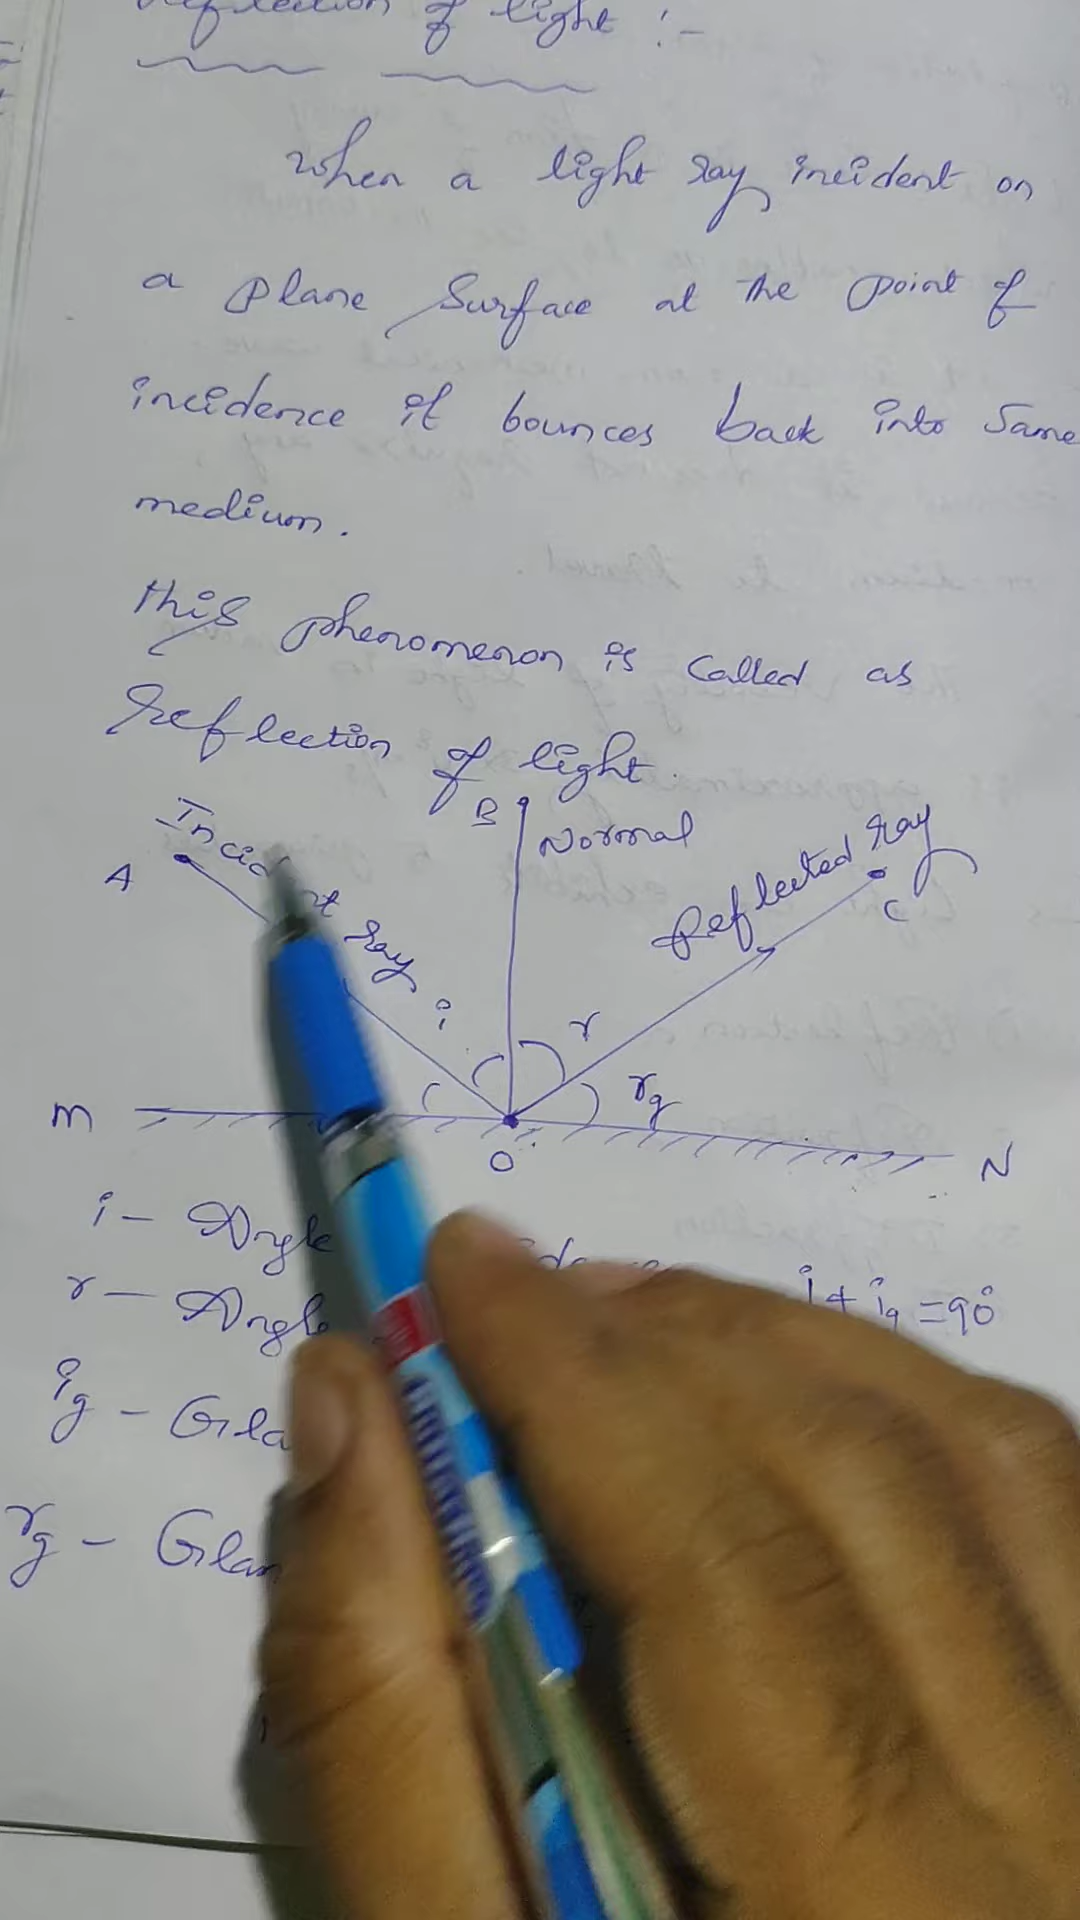 Reflection of light :-
when a light ray incident on
a plane surface at the point of
incidence it bounces back into same
medium.
this phenomenon is called as
Reflection of light.
B
Normal
Incident ray
Reflected ray
A
C
i
r
rg
M
O
N
i - Angle
i + ig = 90°
r - Angle
ig -
rg -